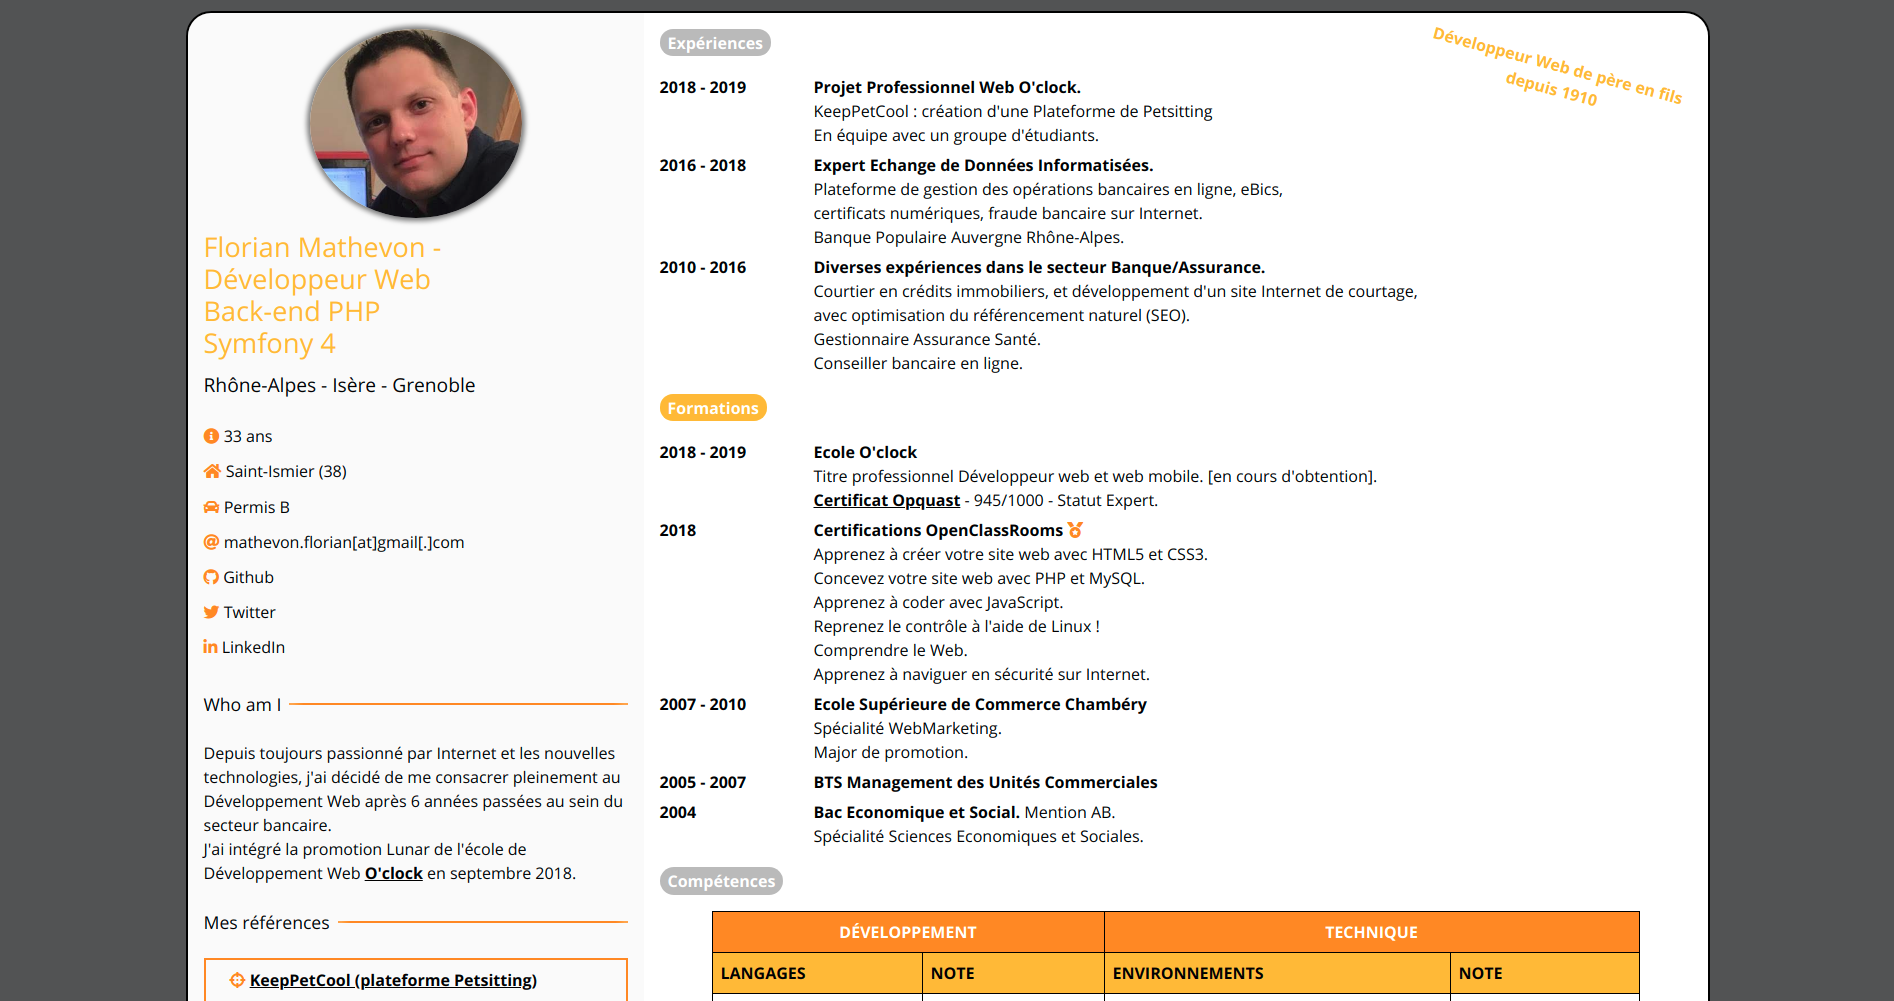 Florian Mathevon -
Développeur Web
Back-end PHP
Symfony 4
Rhône-Alpes - Isère - Grenoble
33 ans
Saint-Ismier (38)
Permis B
mathevon.florian[at]gmail[.]com
Github
Twitter
LinkedIn
Who am I
Depuis toujours passionné par Internet et les nouvelles
technologies, j'ai décidé de me consacrer pleinement au
Développement Web après 6 années passées au sein du
secteur bancaire.
J'ai intégré la promotion Lunar de l'école de
Développement Web O'clock en septembre 2018.
Mes références
KeepPetCool (plateforme Petsitting)
Expériences
Développeur Web de père en fils
depuis 1910
2018 - 2019 Projet Professionnel Web O'clock.
KeepPetCool : création d'une Plateforme de Petsitting
En équipe avec un groupe d'étudiants.
2016 - 2018 Expert Echange de Données Informatisées.
Plateforme de gestion des opérations bancaires en ligne, eBics,
certificats numériques, fraude bancaire sur Internet.
Banque Populaire Auvergne Rhône-Alpes.
2010 - 2016 Diverses expériences dans le secteur Banque/Assurance.
Courtier en crédits immobiliers, et développement d'un site Internet de courtage,
avec optimisation du référencement naturel (SEO).
Gestionnaire Assurance Santé.
Conseiller bancaire en ligne.
Formations
2018 - 2019 Ecole O'clock
Titre professionnel Développeur web et web mobile. [en cours d'obtention].
Certificat Opquast - 945/1000 - Statut Expert.
2018 Certifications OpenClassRooms
Apprenez à créer votre site web avec HTML5 et CSS3.
Concevez votre site web avec PHP et MySQL.
Apprenez à coder avec JavaScript.
Reprenez le contrôle à l'aide de Linux !
Comprendre le Web.
Apprenez à naviguer en sécurité sur Internet.
2007 - 2010 Ecole Supérieure de Commerce Chambéry
Spécialité WebMarketing.
Major de promotion.
2005 - 2007 BTS Management des Unités Commerciales
2004 Bac Economique et Social. Mention AB.
Spécialité Sciences Economiques et Sociales.
Compétences
DÉVELOPPEMENT TECHNIQUE
LANGAGES NOTE ENVIRONNEMENTS NOTE